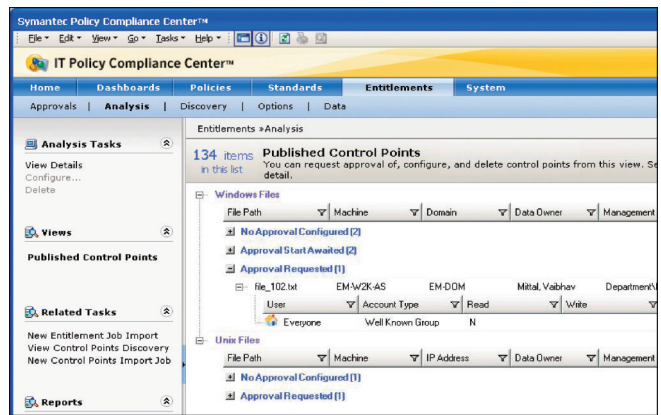 Symantec Policy Compliance Center™
File Edit View Go Tasks Help
IT Policy Compliance Center™
Home Dashboards Policies Standards Entitlements System
Approvals | Analysis | Discovery | Options | Data
Analysis Tasks
View Details
Configure...
Delete
Views
Published Control Points
Related Tasks
New Entitlement Job Import
View Control Points Discovery
New Control Points Import Job
Reports
Entitlements »Analysis
134 items
in this list
Published Control Points
You can request approval of, configure, and delete control points from this view. Se
detail.
Windows Files
File Path Machine Domain Data Owner Management
No Approval Configured (2)
Approval Start Awaited (2)
Approval Requested (1)
file_102.txt EM-W2K-AS EM-DOM Mittal, Vaibhav Department\
User Account Type Read Write
Everyone Well Known Group N
Unix Files
File Path Machine IP Address Data Owner Management
No Approval Configured (1)
Approval Requested (1)